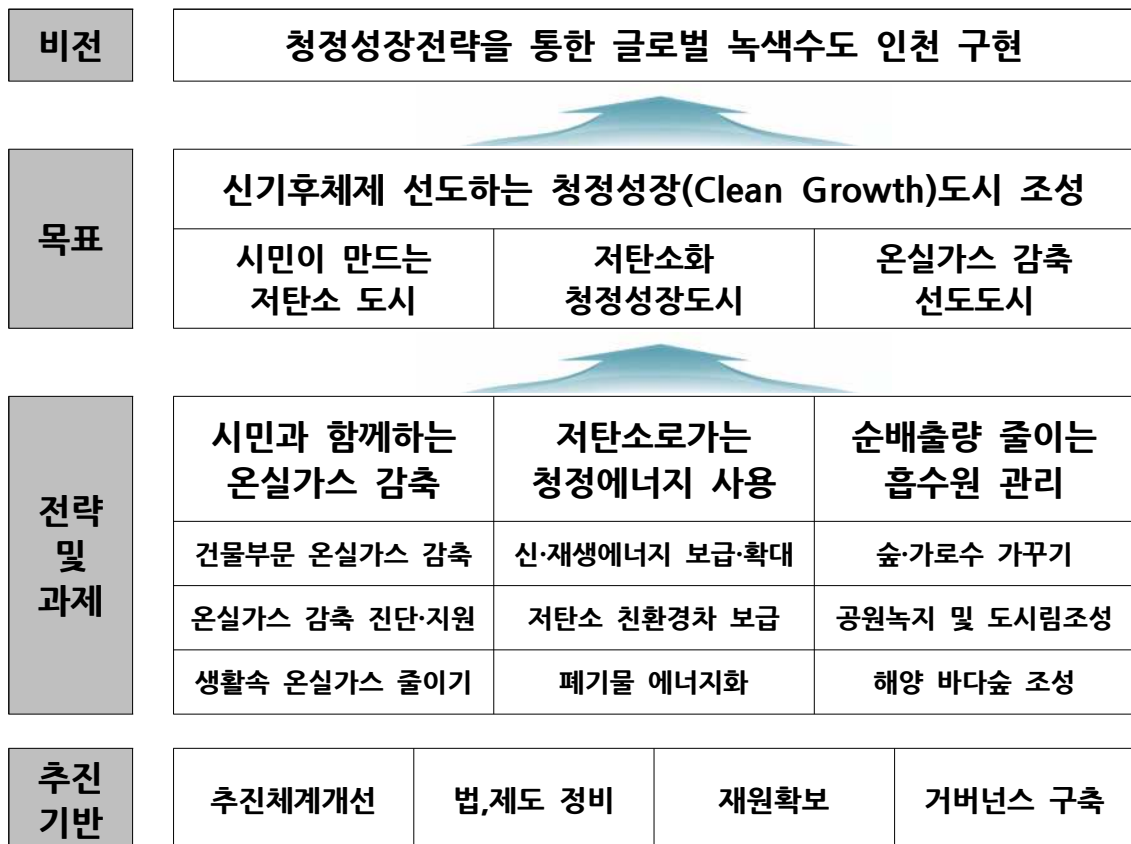 비전
청정성장전략을 통한 글로벌 녹색수도 인천 구현
목표
신기후체제 선도하는 청정성장(Clean Growth)도시 조성
시민이 만드는
저탄소 도시
저탄소화
청정성장도시
온실가스 감축
선도도시
전략
및
과제
시민과 함께하는
온실가스 감축
저탄소로가는
청정에너지 사용
순배출량 줄이는
흡수원 관리
건물부문 온실가스 감축
신·재생에너지 보급·확대
숲·가로수 가꾸기
온실가스 감축 진단·지원
저탄소 친환경차 보급
공원녹지 및 도시림조성
생활속 온실가스 줄이기
폐기물 에너지화
해양 바다숲 조성
추진
기반
추진체계개선
법,제도 정비
재원확보
거버넌스 구축